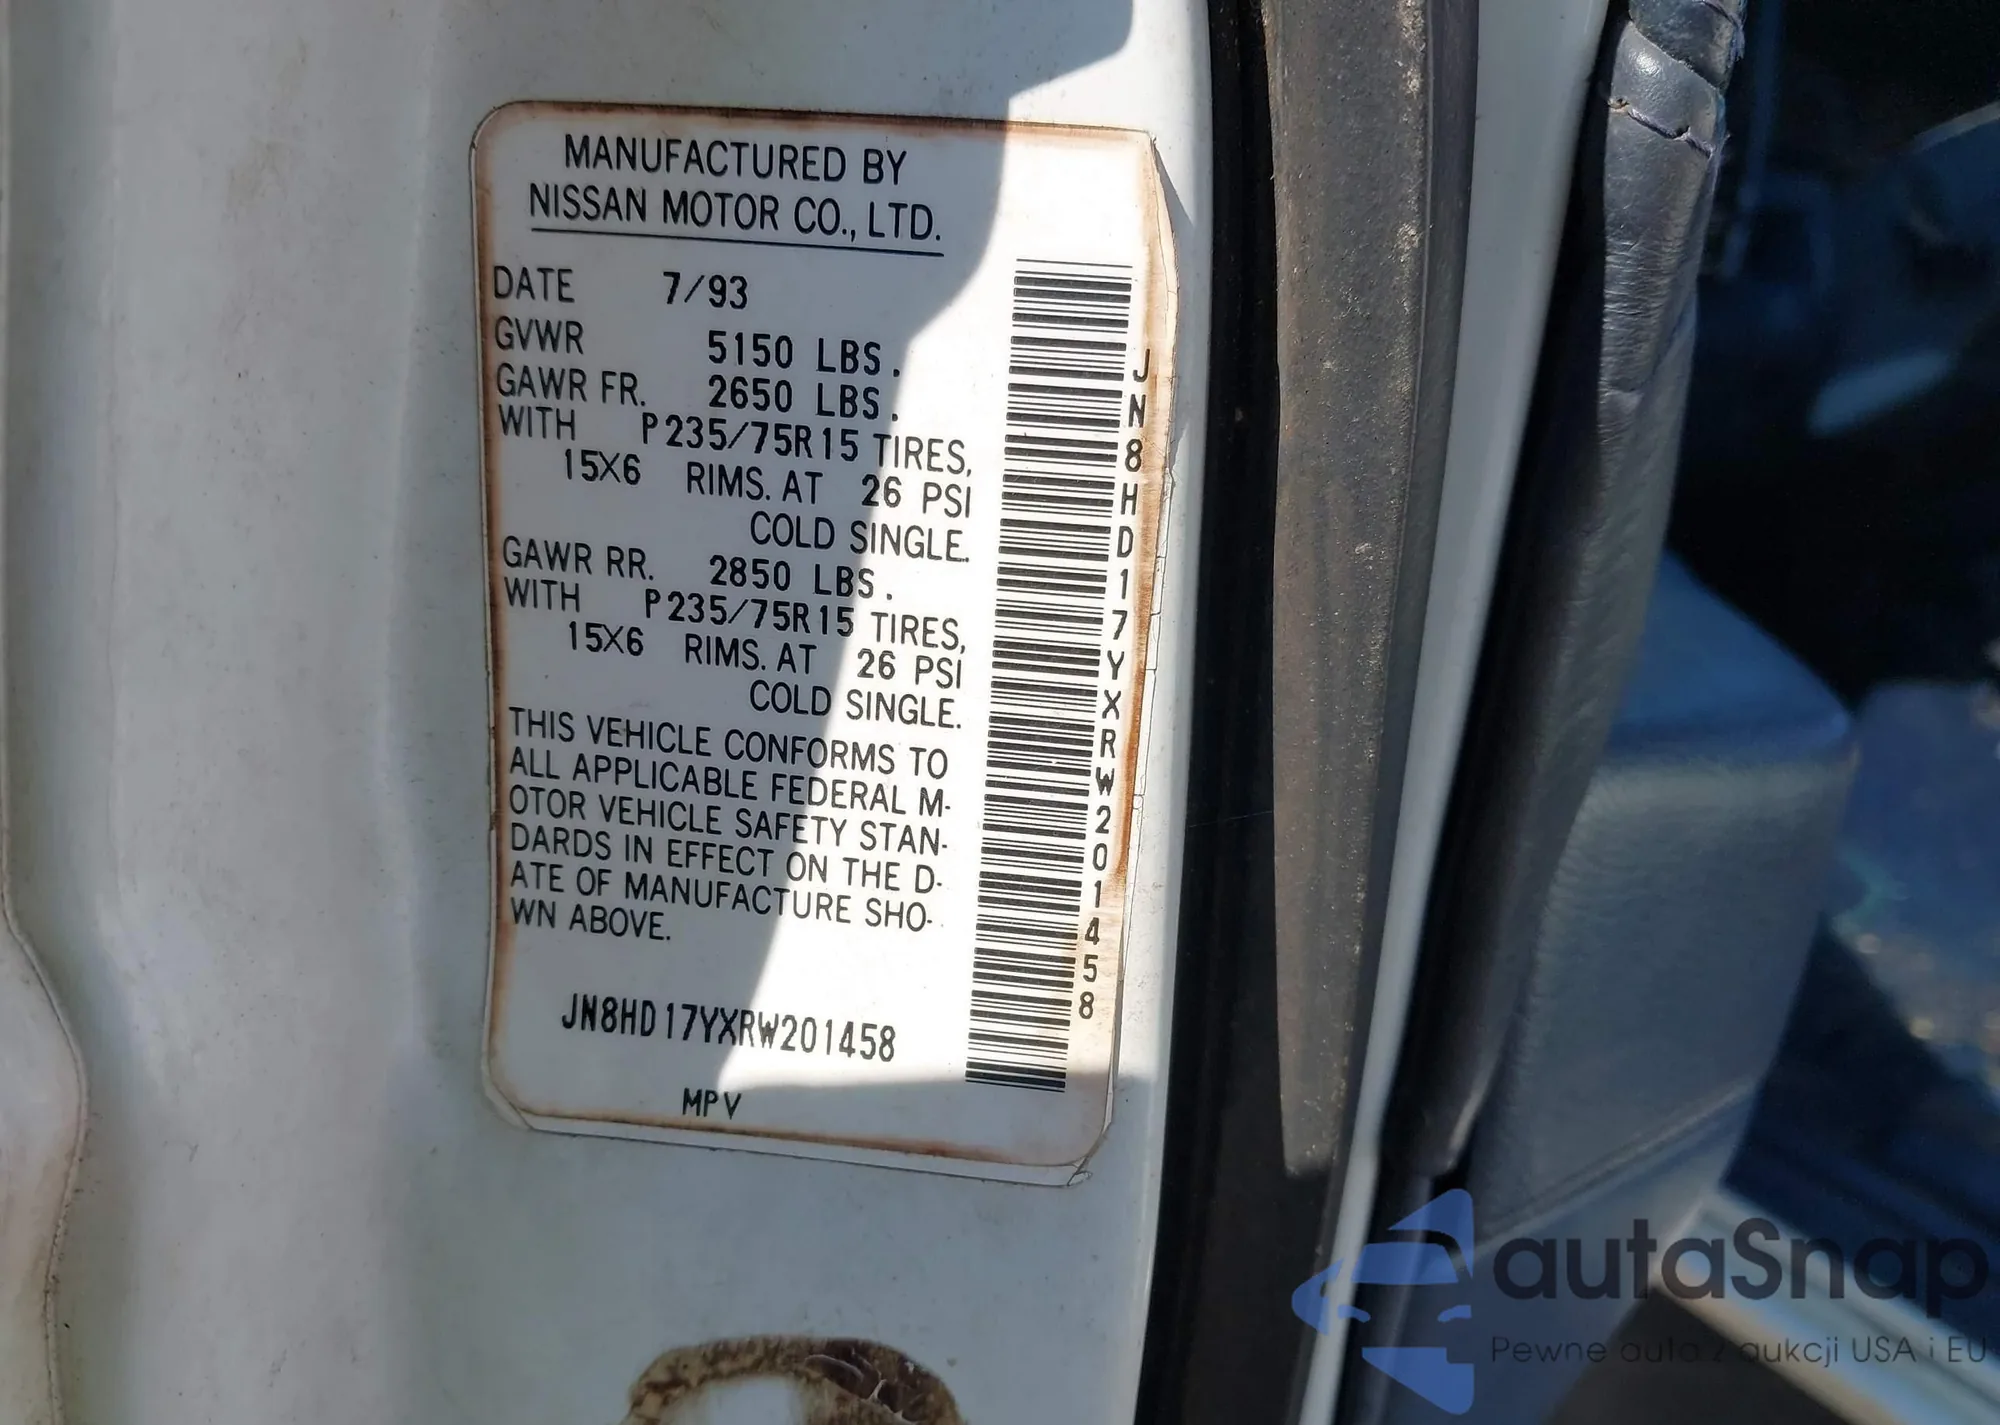 MANUFACTURED BY
NISSAN MOTOR CO., LTD.
DATE 7/93
GVWR 5150 LBS.
GAWR FR. 2650 LBS.
WITH P235/75R15 TIRES,
15X6 RIMS. AT 26 PSI
COLD SINGLE.
GAWR RR. 2850 LBS.
WITH P235/75R15 TIRES,
15X6 RIMS. AT 26 PSI
COLD SINGLE.
THIS VEHICLE CONFORMS TO
ALL APPLICABLE FEDERAL M-
OTOR VEHICLE SAFETY STAN-
DARDS IN EFFECT ON THE D-
ATE OF MANUFACTURE SHO-
WN ABOVE.
JN8HD17YXRW201458
MPV
JN8HD17YXRW201458
autaSnap
Pewne auta z aukcji USA i EU